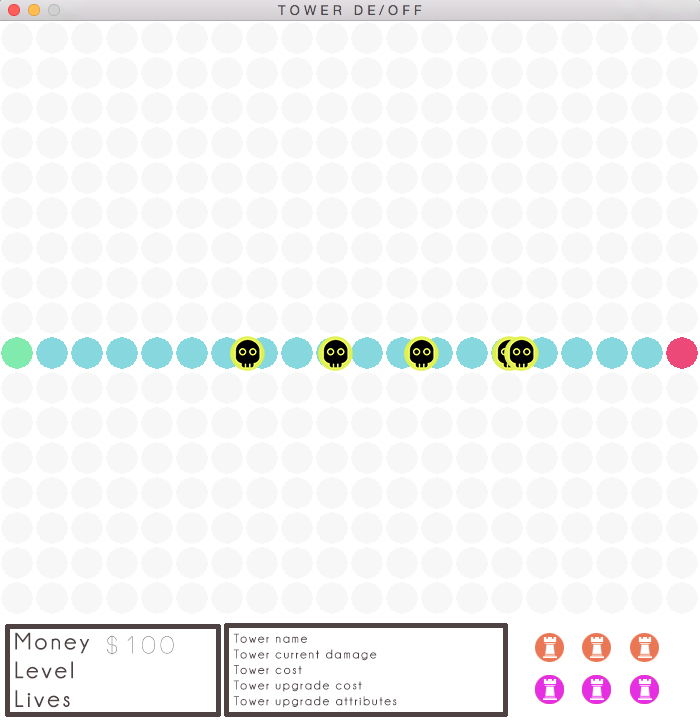 TOWER DE/OFF
Money $100
Level
Lives
Tower name
Tower current damage
Tower cost
Tower upgrade cost
Tower upgrade attributes